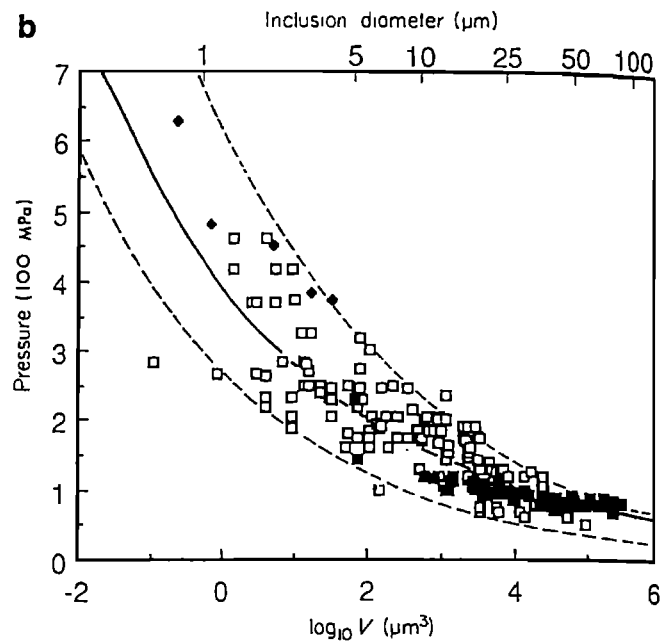 b
Inclusion diameter (μm)
1 5 10 25 50 100
7
6
5
4
3
2
1
0
Pressure (100 MPa)
-2 0 2 4 6
log₁₀ V (μm³)